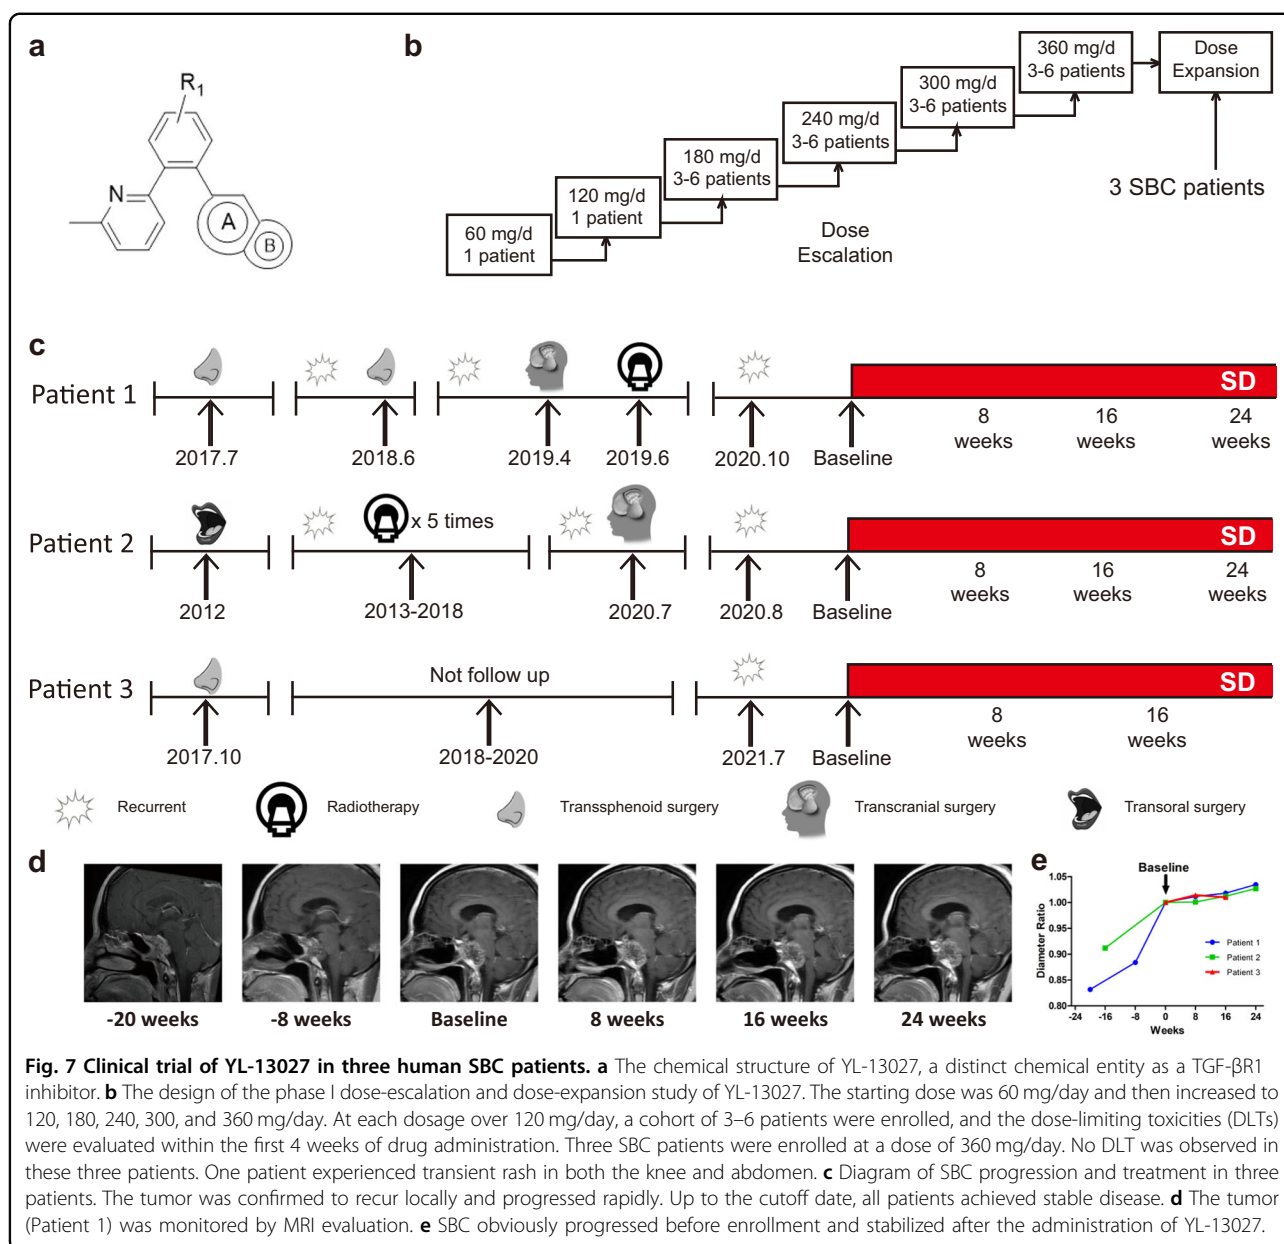 a
R1
N
A
B
b
60 mg/d
1 patient
120 mg/d
1 patient
180 mg/d
3-6 patients
240 mg/d
3-6 patients
300 mg/d
3-6 patients
360 mg/d
3-6 patients
Dose
Expansion
3 SBC patients
Dose
Escalation
c
Patient 1
SD
2017.7
2018.6
2019.4
2019.6
2020.10
Baseline
8
weeks
16
weeks
24
weeks
Patient 2
x 5 times
SD
2012
2013-2018
2020.7
2020.8
Baseline
8
weeks
16
weeks
24
weeks
Patient 3
Not follow up
SD
2017.10
2018-2020
2021.7
Baseline
8
weeks
16
weeks
Recurrent
Radiotherapy
Transsphenoid surgery
Transcranial surgery
Transoral surgery
d
-20 weeks
-8 weeks
Baseline
8 weeks
16 weeks
24 weeks
e
Baseline
Diameter Ratio
1.05
1.00
0.95
0.90
0.85
0.80
Patient 1
Patient 2
Patient 3
-24
-16
-8
0
8
16
24
Weeks
Fig. 7 Clinical trial of YL-13027 in three human SBC patients. a The chemical structure of YL-13027, a distinct chemical entity as a TGF-βR1
inhibitor. b The design of the phase I dose-escalation and dose-expansion study of YL-13027. The starting dose was 60 mg/day and then increased to
120, 180, 240, 300, and 360 mg/day. At each dosage over 120 mg/day, a cohort of 3–6 patients were enrolled, and the dose-limiting toxicities (DLTs)
were evaluated within the first 4 weeks of drug administration. Three SBC patients were enrolled at a dose of 360 mg/day. No DLT was observed in
these three patients. One patient experienced transient rash in both the knee and abdomen. c Diagram of SBC progression and treatment in three
patients. The tumor was confirmed to recur locally and progressed rapidly. Up to the cutoff date, all patients achieved stable disease. d The tumor
(Patient 1) was monitored by MRI evaluation. e SBC obviously progressed before enrollment and stabilized after the administration of YL-13027.